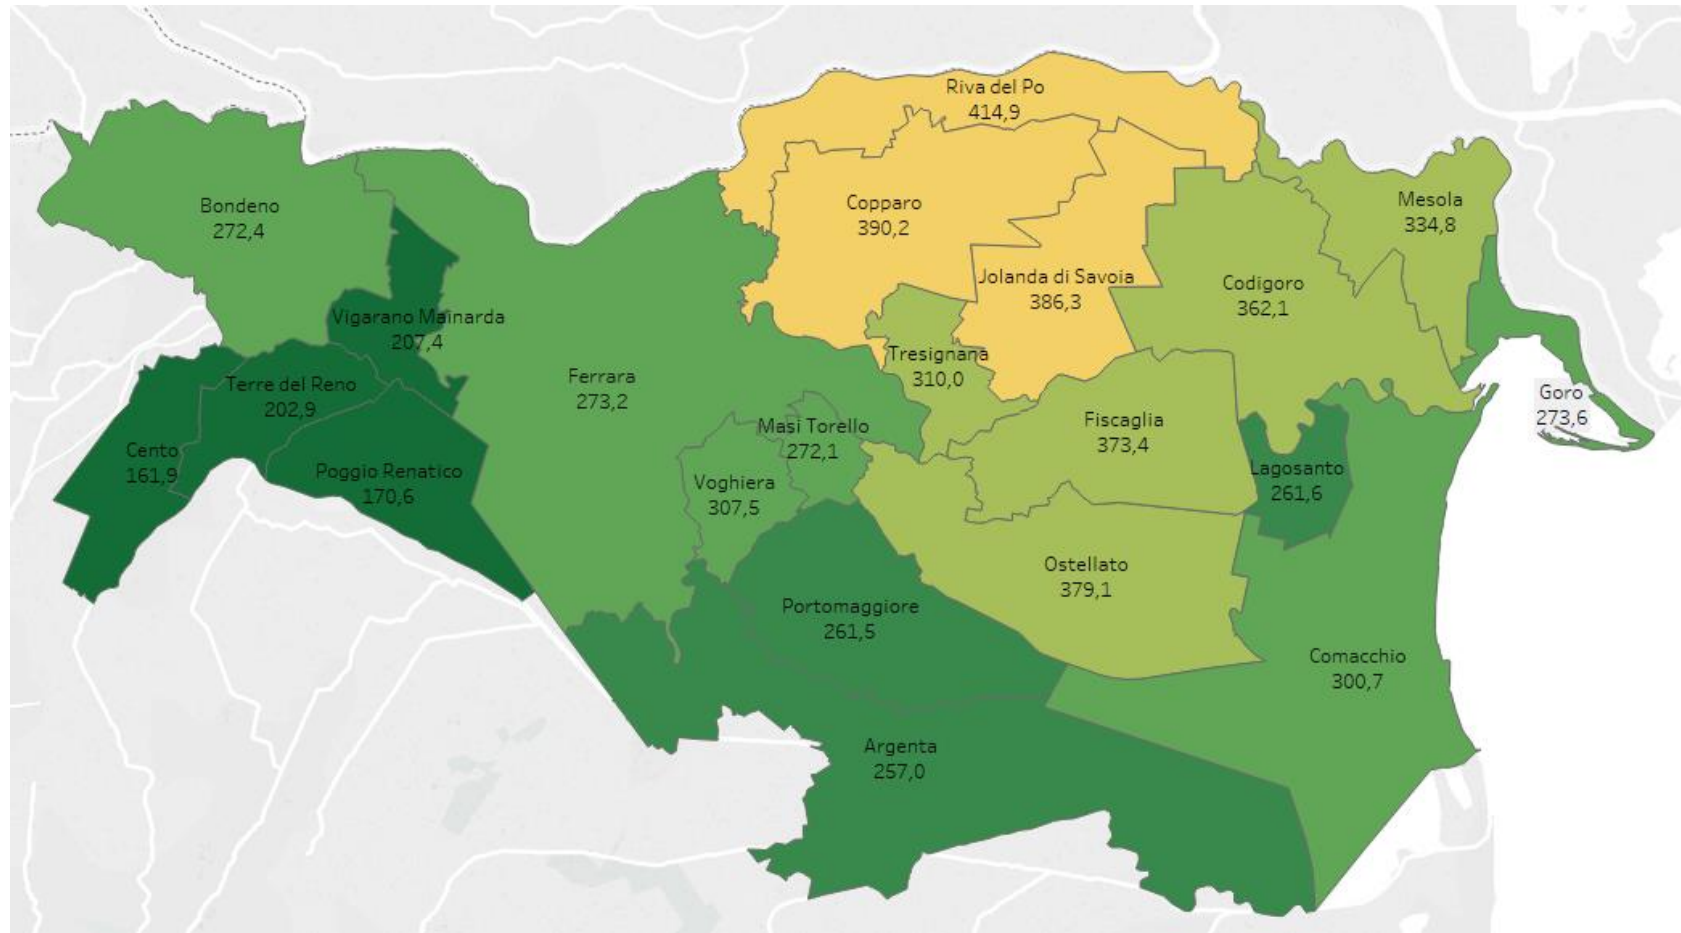 Riva del Po
414,9
Bondeno
272,4
Copparo
390,2
Mesola
334,8
Jolanda di Savoia
386,3
Codigoro
362,1
Vigarano Mainarda
207,4
Tresignana
310,0
Terre del Reno
202,9
Ferrara
273,2
Goro
273,6
Masi Torello
272,1
Fiscaglia
373,4
Cento
161,9
Poggio Renatico
170,6
Voghiera
307,5
Lagosanto
261,6
Ostellato
379,1
Portomaggiore
261,5
Comacchio
300,7
Argenta
257,0